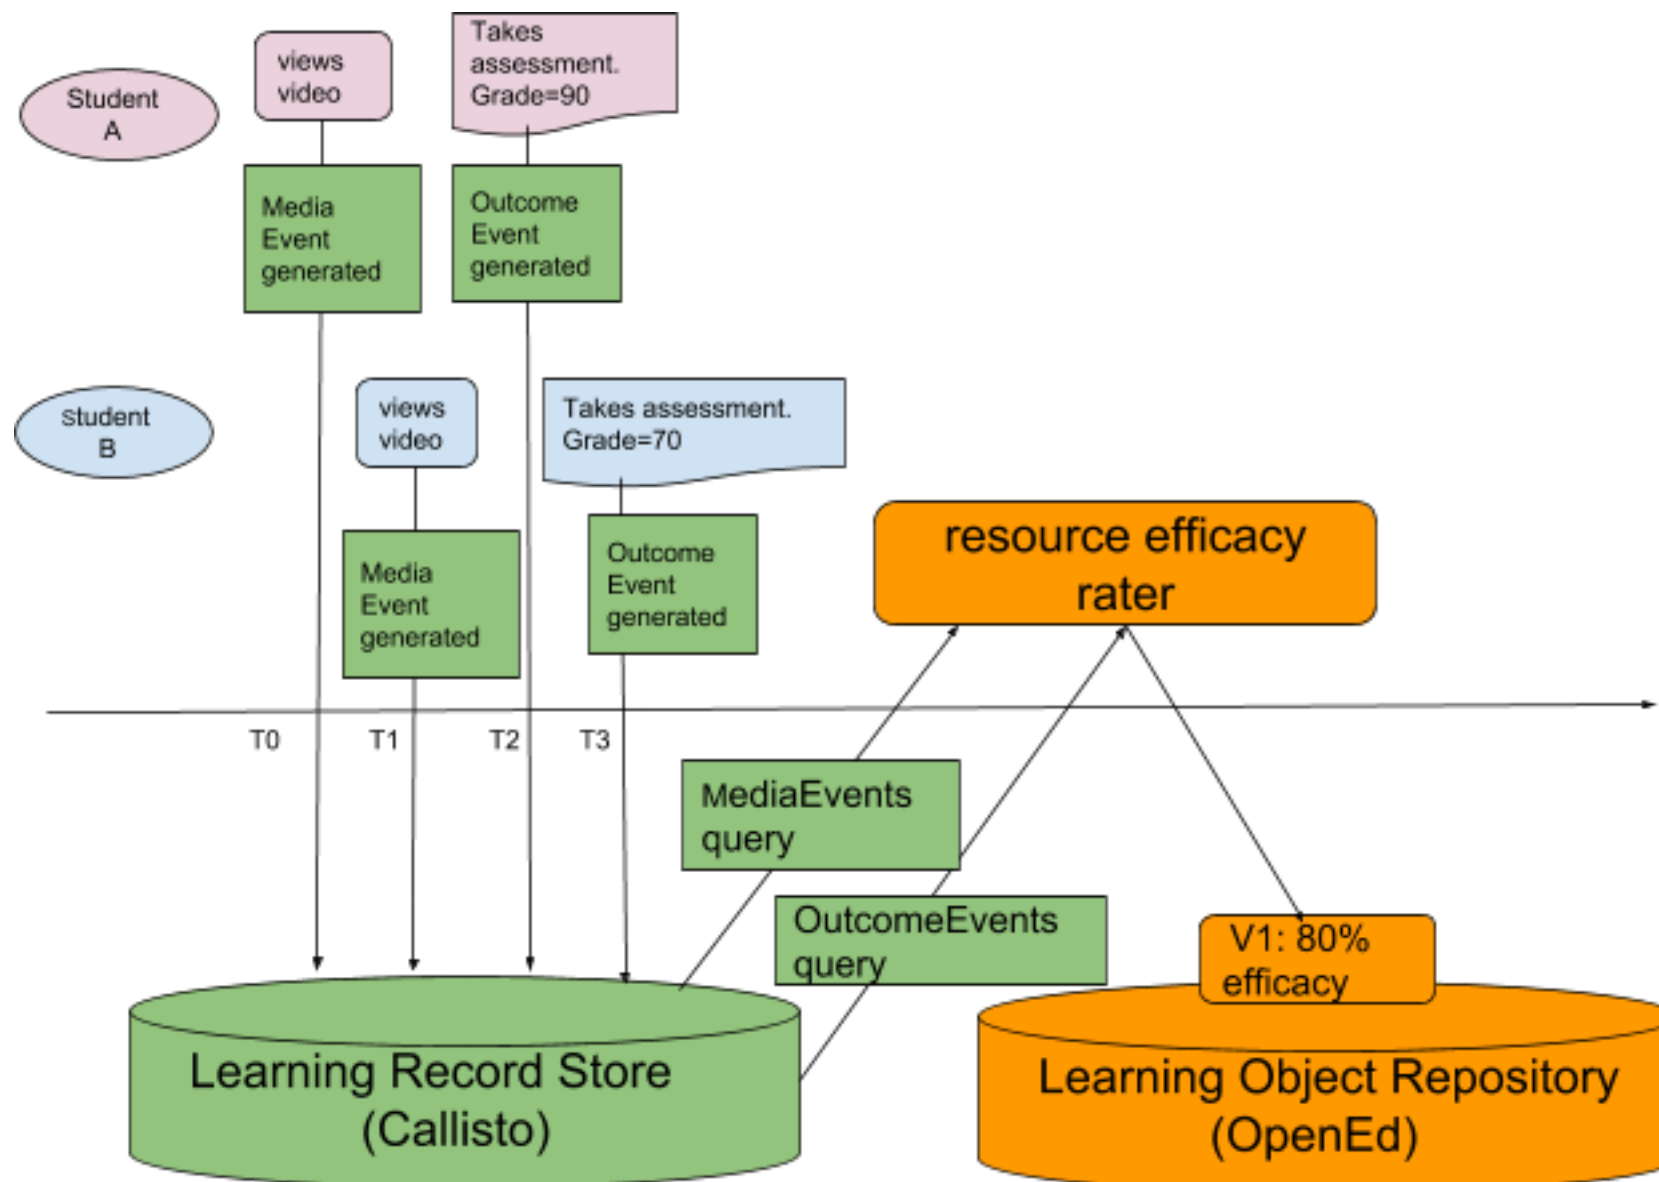 Student
A
views
video
Takes
assessment.
Grade=90
Media
Event
generated
Outcome
Event
generated
Student
B
views
video
Takes assessment.
Grade=70
Media
Event
generated
Outcome
Event
generated
resource efficacy
rater
T0
T1
T2
T3
MediaEvents
query
OutcomeEvents
query
V1: 80%
efficacy
Learning Record Store
(Callisto)
Learning Object Repository
(OpenEd)